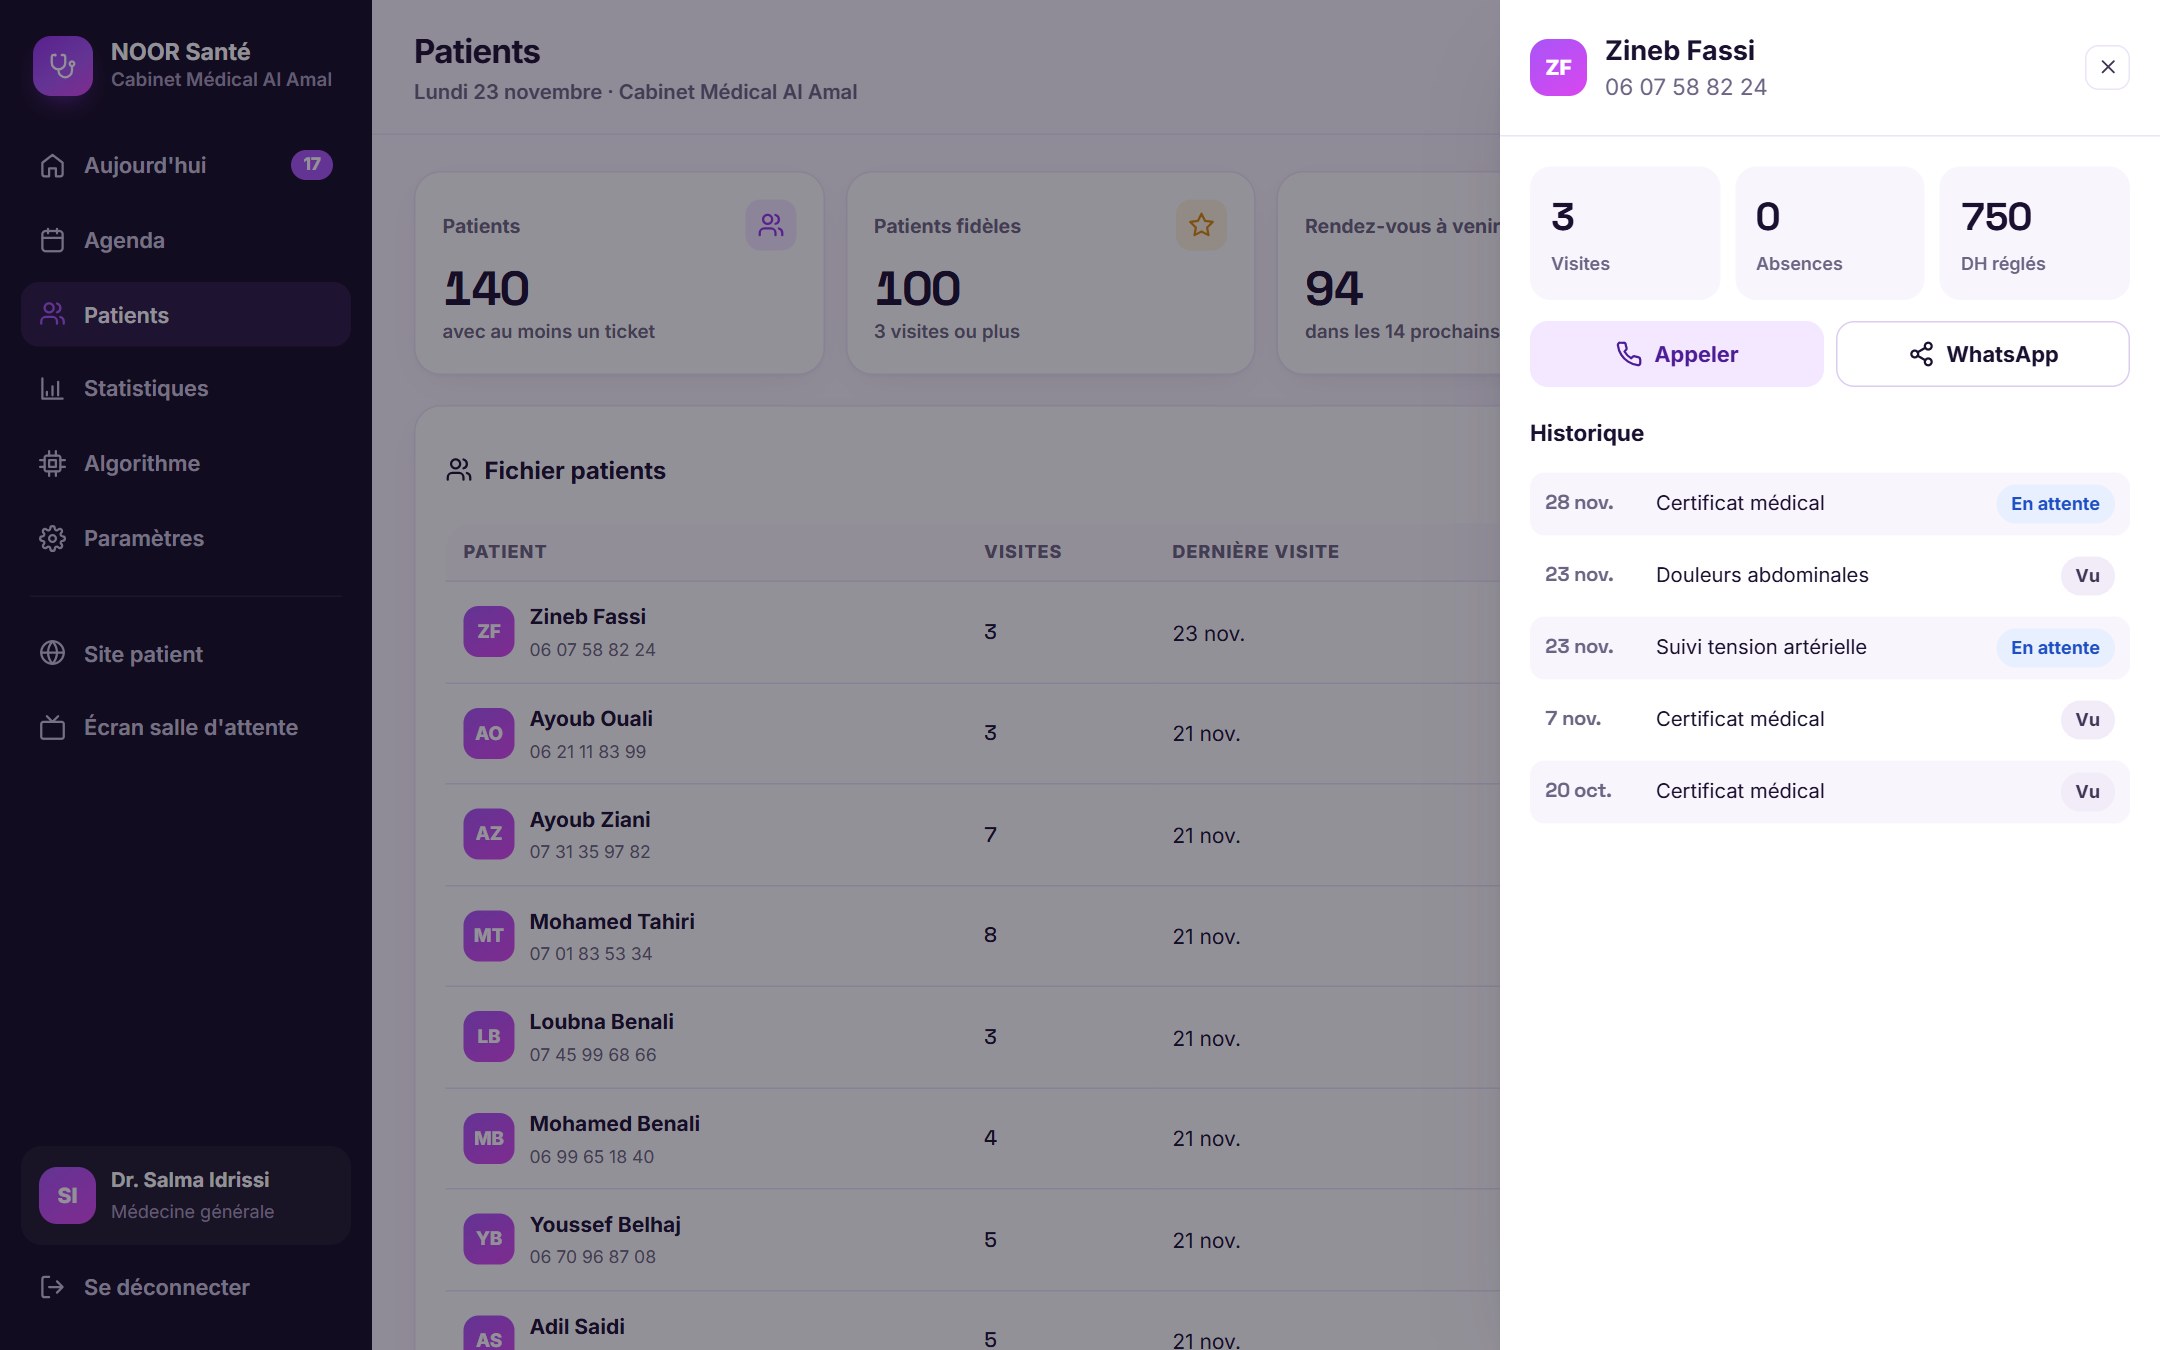 NOOR Santé
Cabinet Médical Al Amal
Aujourd'hui 17
Agenda
Patients
Statistiques
Algorithme
Paramètres
Site patient
Écran salle d'attente
SI Dr. Salma Idrissi
Médecine générale
Se déconnecter
Patients
Lundi 23 novembre · Cabinet Médical Al Amal
Patients
140
avec au moins un ticket
Patients fidèles
100
3 visites ou plus
Rendez-vous à venir
94
dans les 14 prochains
Fichier patients
PATIENT VISITES DERNIÈRE VISITE
ZF Zineb Fassi 3 23 nov.
06 07 58 82 24
AO Ayoub Ouali 3 21 nov.
06 21 11 83 99
AZ Ayoub Ziani 7 21 nov.
07 31 35 97 82
MT Mohamed Tahiri 8 21 nov.
07 01 83 53 34
LB Loubna Benali 3 21 nov.
07 45 99 68 66
MB Mohamed Benali 4 21 nov.
06 99 65 18 40
YB Youssef Belhaj 5 21 nov.
06 70 96 87 08
AS Adil Saidi 5 21 nov.
ZF Zineb Fassi
06 07 58 82 24
3
Visites
0
Absences
750
DH réglés
Appeler
WhatsApp
Historique
28 nov. Certificat médical En attente
23 nov. Douleurs abdominales Vu
23 nov. Suivi tension artérielle En attente
7 nov. Certificat médical Vu
20 oct. Certificat médical Vu